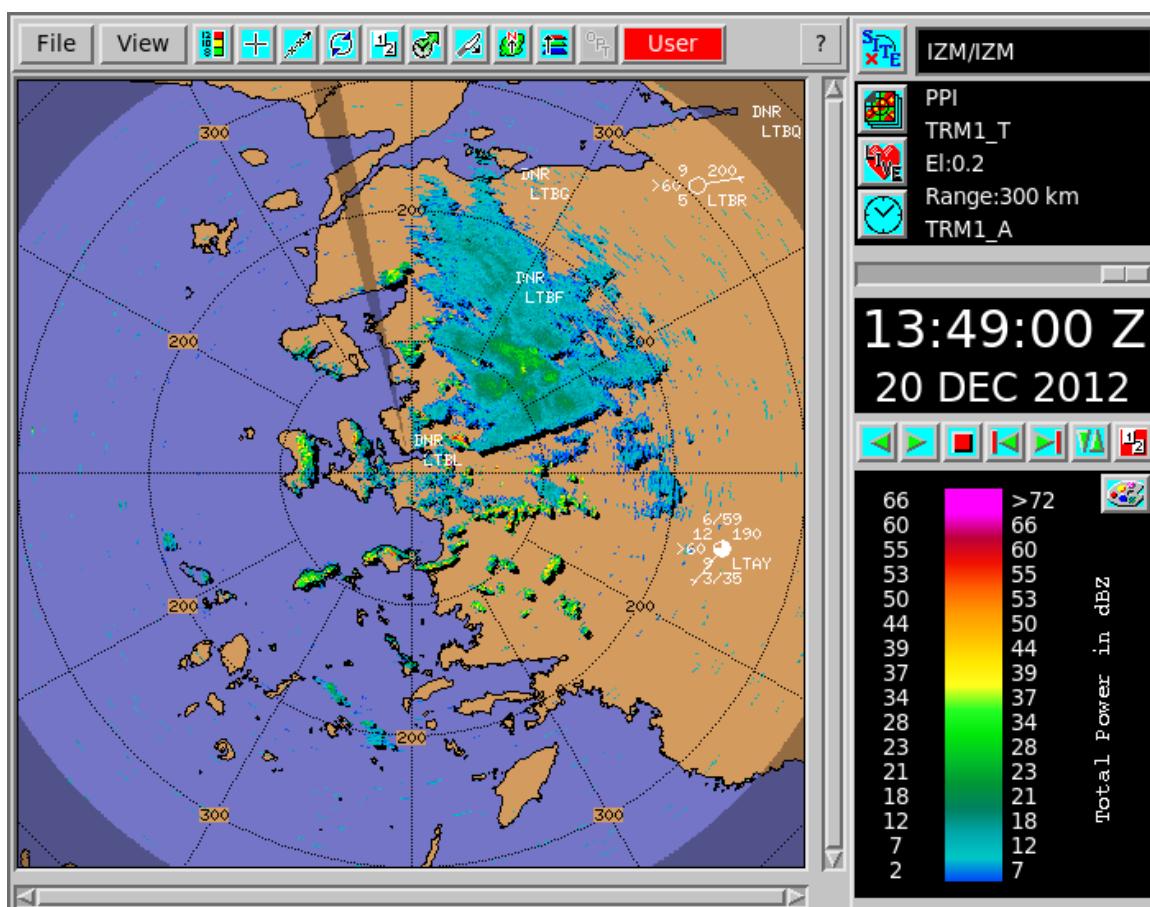 File View User ?
SITE
IZM/IZM
PPI
TRM1_T
El:0.2
Range:300 km
TRM1_A
LIVE
13:49:00 Z
20 DEC 2012
66 >72
60 66
55 60
53 55
50 53
44 50
39 44
37 39
34 37
28 34
23 28
21 23
18 21
12 18
7 12
2 7
Total Power in dBZ
DNR
LTBQ
300
300
DNR
LTBG
9 200
>60
5 LTBR
200
DNR
LTBF
200
200
DNR
LTBL
6/59
12 190
>60
9 LTAY
/3/35
200
200
200
300
300